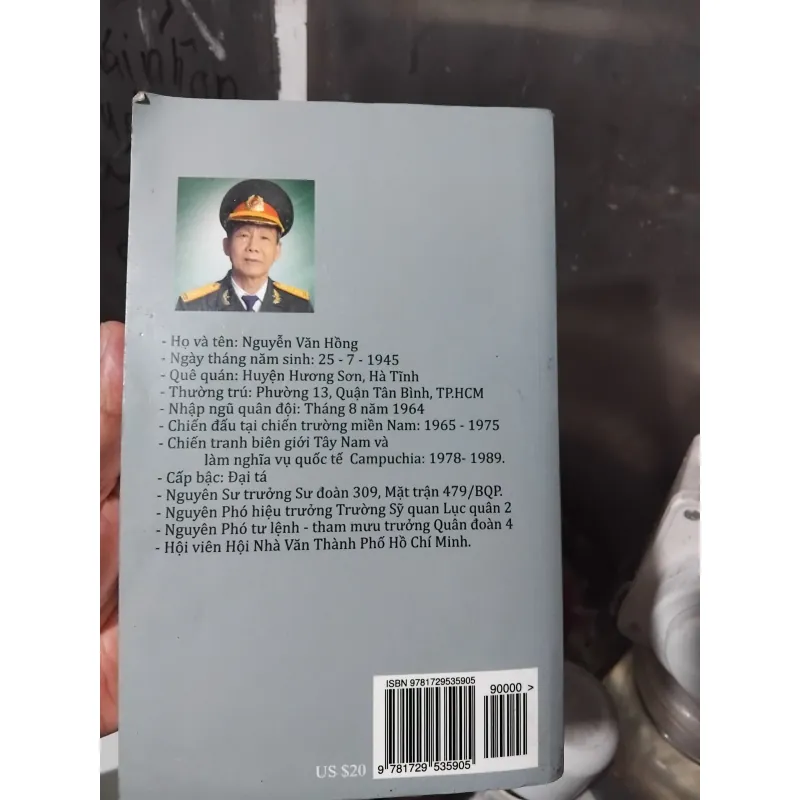 - Họ và tên: Nguyễn Văn Hồng
- Ngày tháng năm sinh: 25 - 7 - 1945
- Quê quán: Huyện Hương Sơn, Hà Tĩnh
- Thường trú: Phường 13, Quận Tân Bình, TP.HCM
- Nhập ngũ quân đội: Tháng 8 năm 1964
- Chiến đấu tại chiến trường miền Nam: 1965 - 1975
- Chiến tranh biên giới Tây Nam và
làm nghĩa vụ quốc tế Campuchia: 1978- 1989.
- Cấp bậc: Đại tá
- Nguyên Sư trưởng Sư đoàn 309, Mặt trận 479/BQP.
- Nguyên Phó hiệu trưởng Trường Sỹ quan Lục quân 2
- Nguyên Phó tư lệnh - tham mưu trưởng Quân đoàn 4
- Hội viên Hội Nhà Văn Thành Phố Hồ Chí Minh.
ISBN 9781729535905
90000 >
9 781729 535905
US $20